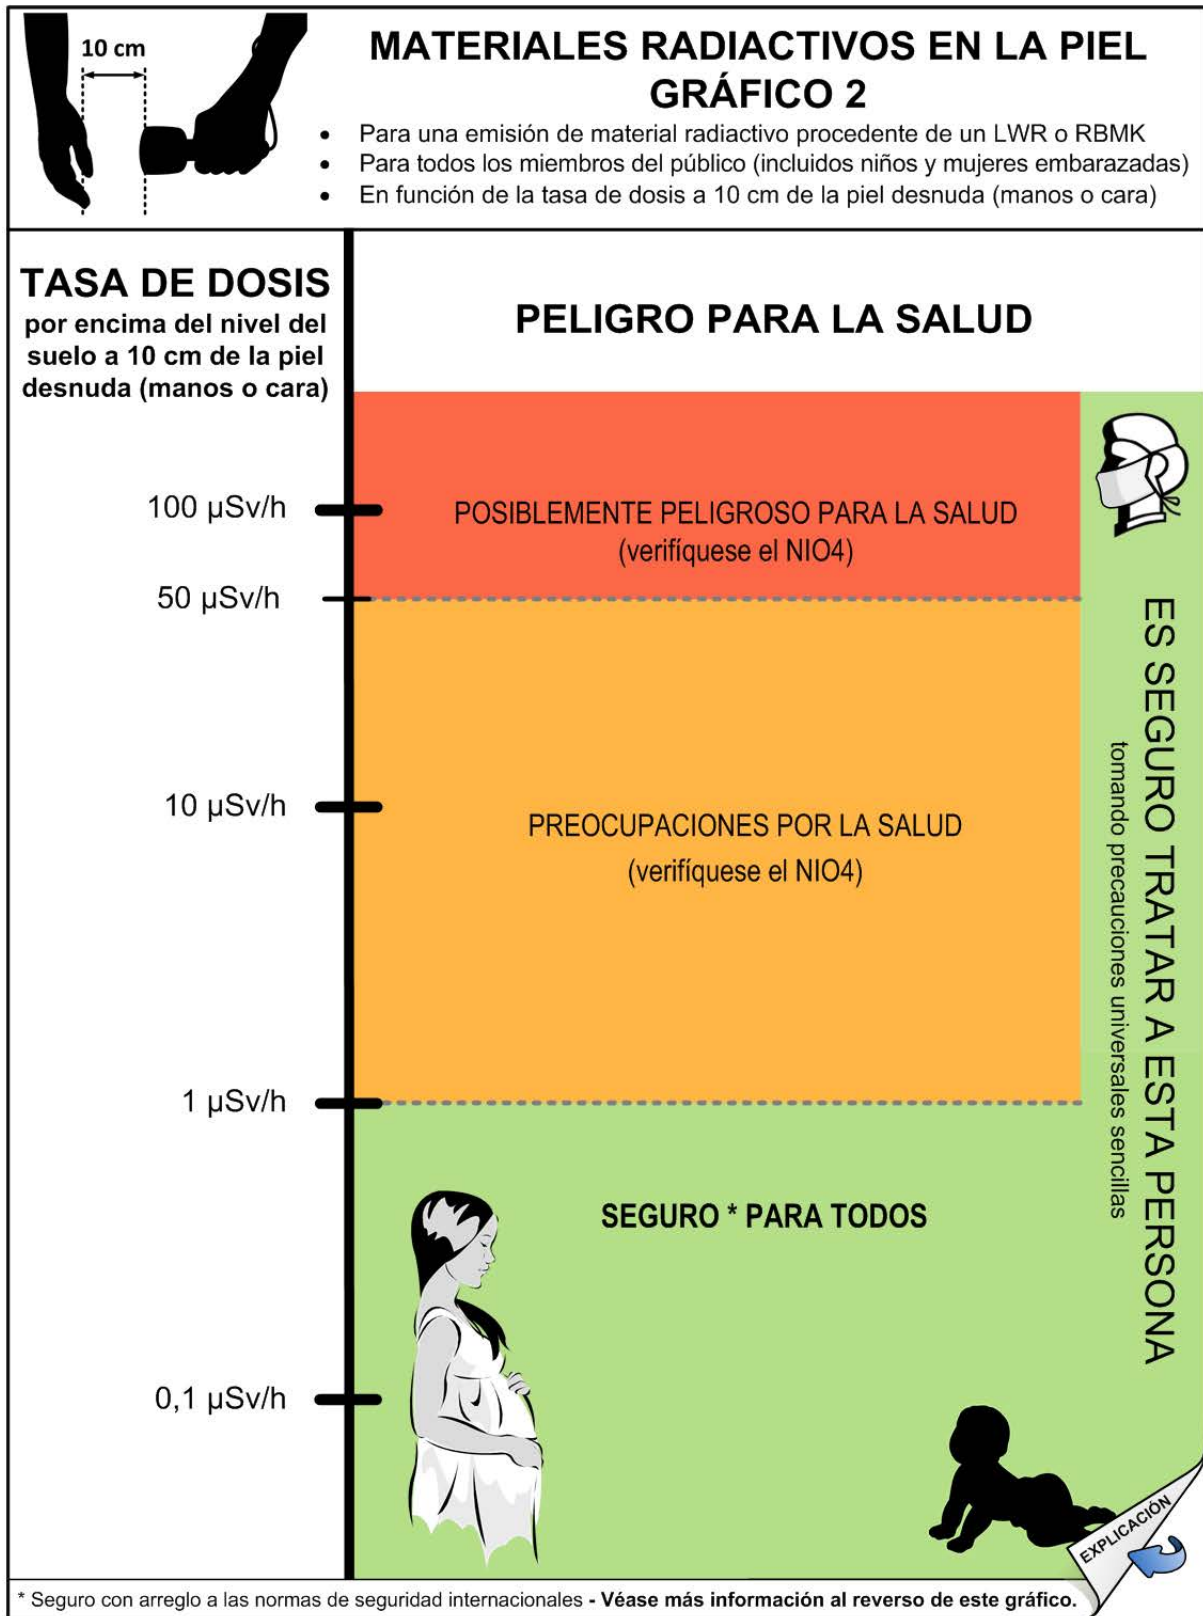 10 cm
MATERIALES RADIACTIVOS EN LA PIEL
GRÁFICO 2
• Para una emisión de material radiactivo procedente de un LWR o RBMK
• Para todos los miembros del público (incluidos niños y mujeres embarazadas)
• En función de la tasa de dosis a 10 cm de la piel desnuda (manos o cara)
TASA DE DOSIS
por encima del nivel del
suelo a 10 cm de la piel
desnuda (manos o cara)
PELIGRO PARA LA SALUD
100 µSv/h
POSIBLEMENTE PELIGROSO PARA LA SALUD
(verifíquese el NIO4)
50 µSv/h
10 µSv/h
PREOCUPACIONES POR LA SALUD
(verifíquese el NIO4)
1 µSv/h
SEGURO * PARA TODOS
0,1 µSv/h
ES SEGURO TRATAR A ESTA PERSONA
tomando precauciones universales sencillas
EXPLICACIÓN
* Seguro con arreglo a las normas de seguridad internacionales - Véase más información al reverso de este gráfico.